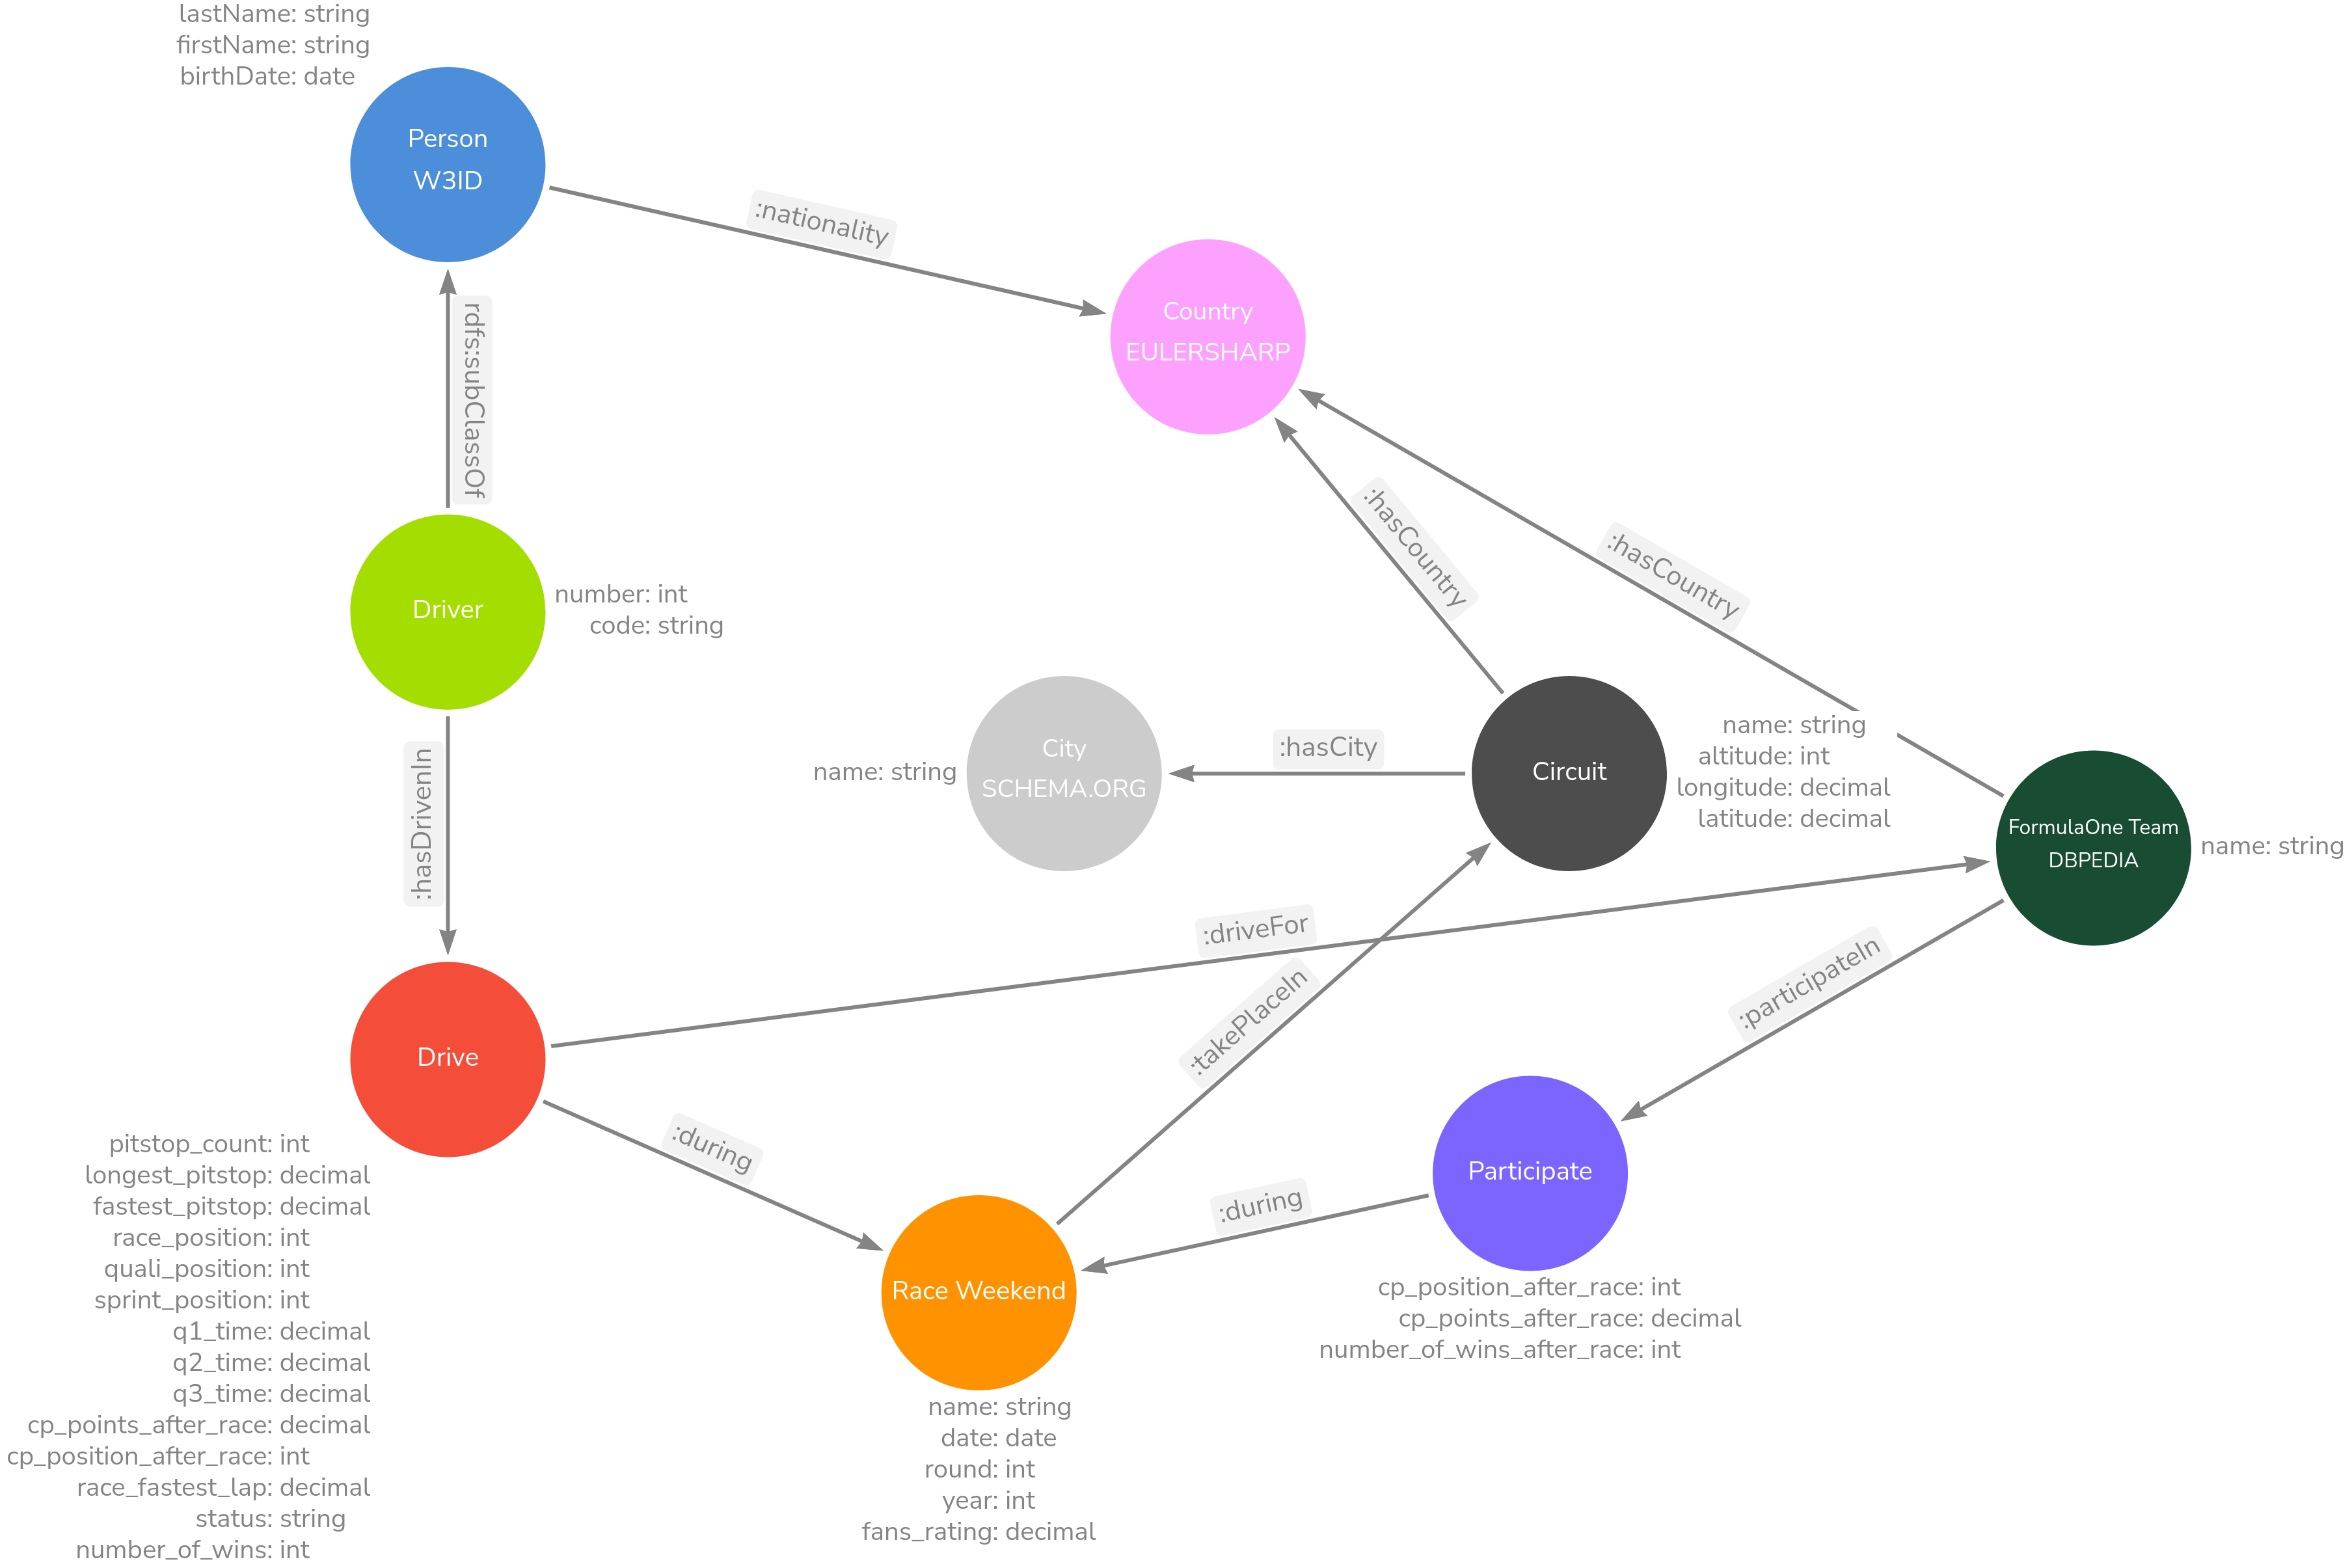 lastName: string
firstName: string
birthDate: date
Person
W3ID
:nationality
Country
EULERSHARP
rdfs:subClassOf
:hasCountry
:hasCountry
Driver
number: int
code: string
City
SCHEMA.ORG
name: string
:hasCity
Circuit
name: string
altitude: int
longitude: decimal
latitude: decimal
FormulaOne Team
DBPEDIA
name: string
:hasDrivenIn
:driveFor
:takePlaceIn
:participateIn
Drive
:during
pitstop_count: int
longest_pitstop: decimal
fastest_pitstop: decimal
race_position: int
quali_position: int
sprint_position: int
q1_time: decimal
q2_time: decimal
q3_time: decimal
cp_points_after_race: decimal
cp_position_after_race: int
race_fastest_lap: decimal
status: string
number_of_wins: int
Participate
:during
cp_position_after_race: int
cp_points_after_race: decimal
number_of_wins_after_race: int
Race Weekend
name: string
date: date
round: int
year: int
fans_rating: decimal